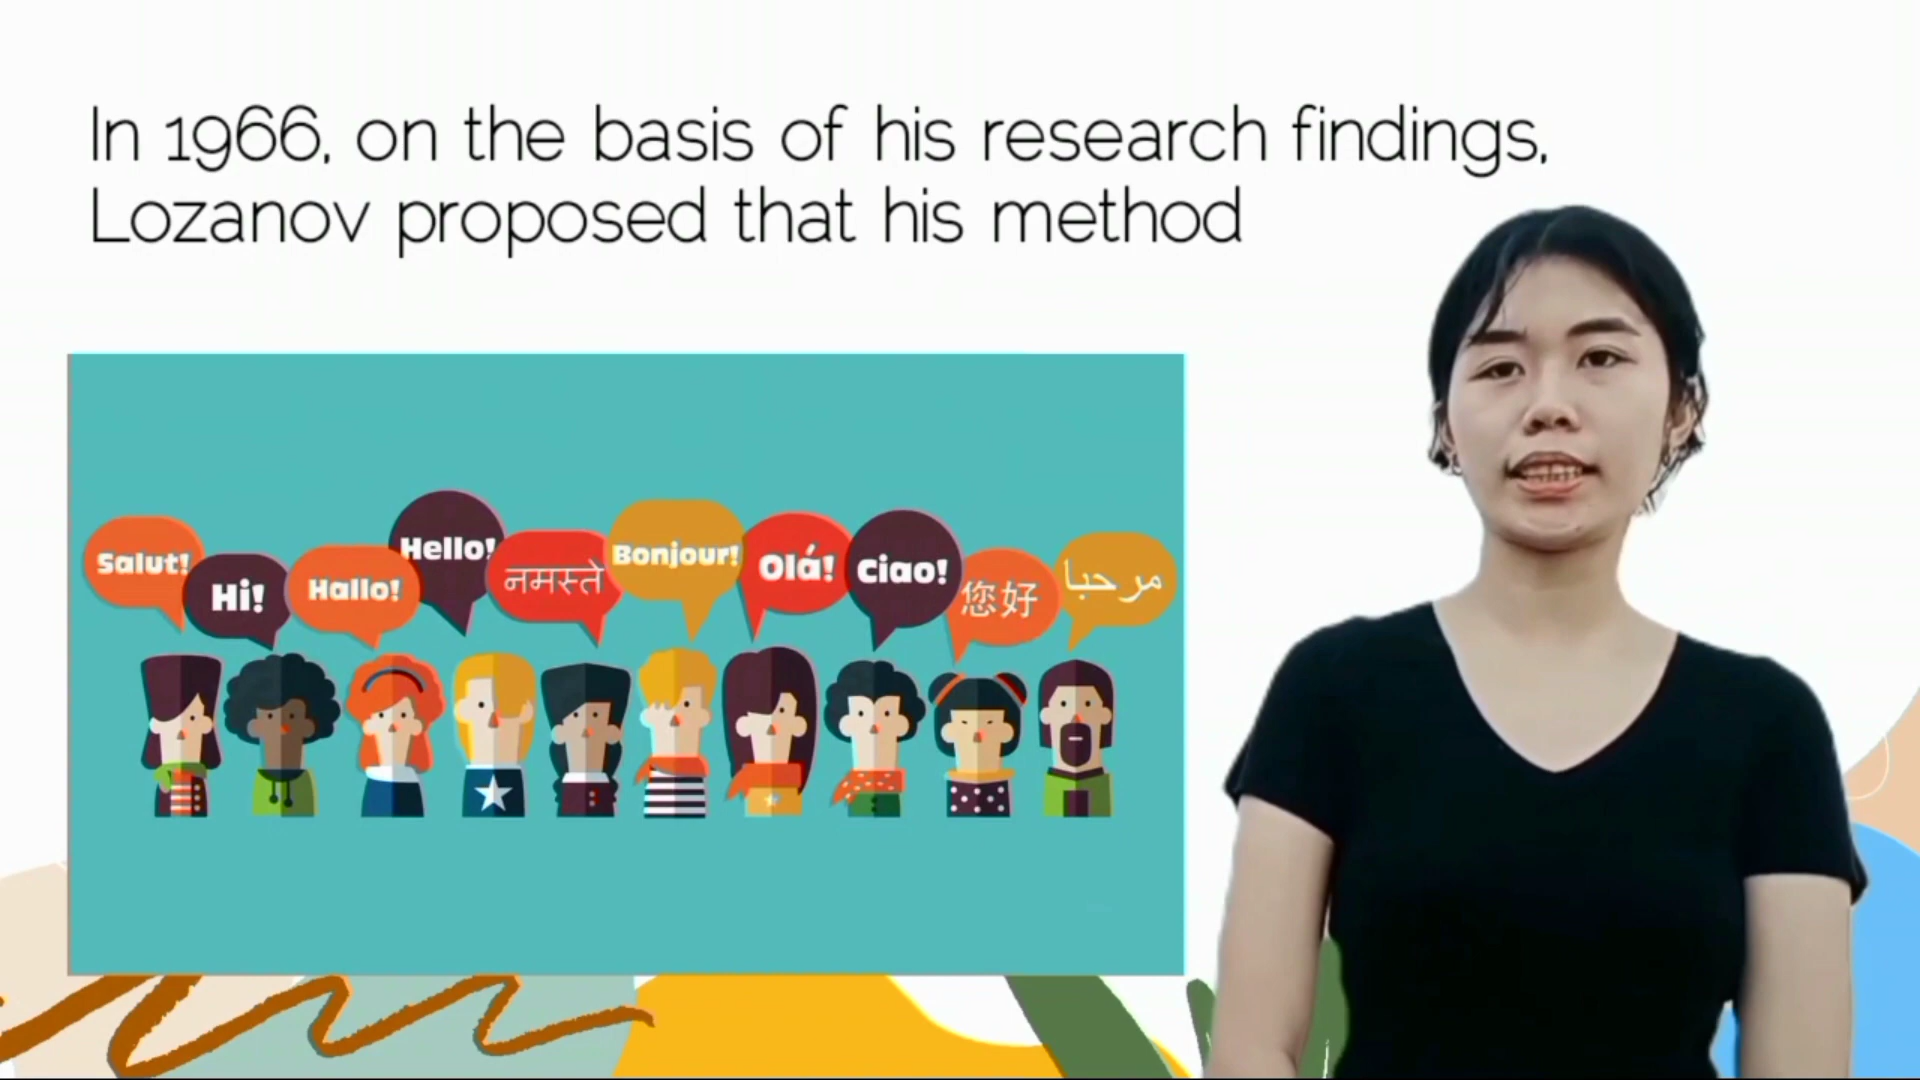 In 1966, on the basis of his research findings,
Lozanov proposed that his method
Salut!
Hi!
Hallo!
Hello!
नमस्ते
Bonjour!
Olá!
Ciao!
您好
مرحبا